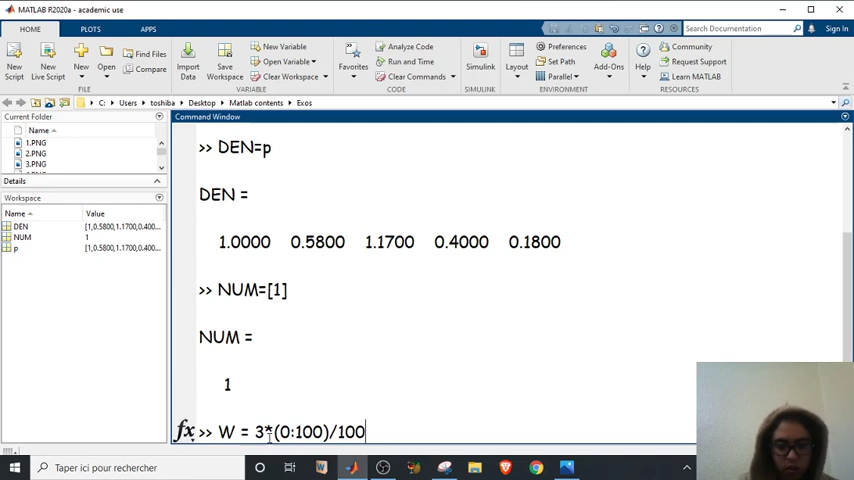 MATLAB R2020a - academic use
HOME PLOTS APPS
Search Documentation
Sign In
New Script
New Live Script
New
Open
Find Files
Compare
Import Data
Save Workspace
New Variable
Open Variable
Clear Workspace
Favorites
Analyze Code
Run and Time
Clear Commands
Simulink
Layout
Preferences
Set Path
Parallel
Add-Ons
Help
Community
Request Support
Learn MATLAB
FILE VARIABLE CODE SIMULINK ENVIRONMENT RESOURCES
C: Users toshiba Desktop Matlab contents Exos
Current Folder
Name
1.PNG
2.PNG
3.PNG
Details
Workspace
Name Value
DEN [1,0.5800,1.1700,0.400...
NUM 1
p [1,0.5800,1.1700,0.400...
Command Window
>> DEN=p
DEN =
1.0000 0.5800 1.1700 0.4000 0.1800
>> NUM=[1]
NUM =
1
fx >> W = 3*(0:100)/100
Taper ici pour rechercher